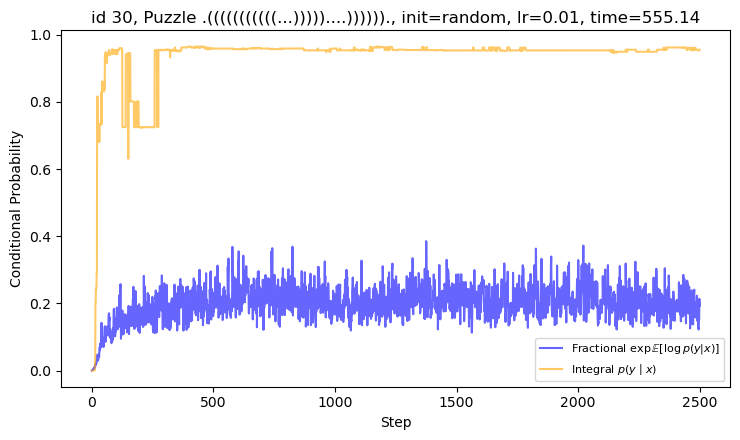 id 30, Puzzle .(((((((((((...)))))....))))))., init=random, lr=0.01, time=555.14
Conditional Probability
1.0
0.8
0.6
0.4
0.2
0.0
0
500
1000
1500
2000
2500
Step
Fractional exp𝔼[log p(y|x)]
Integral p(y | x)